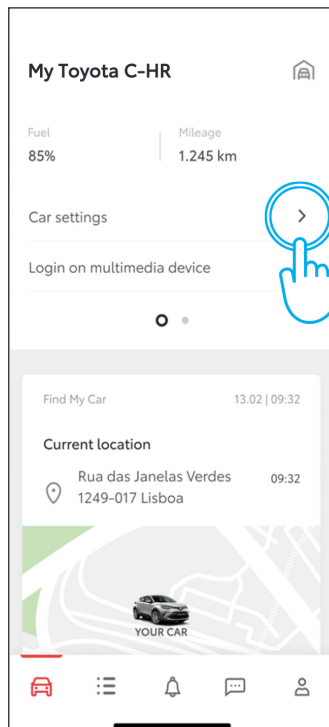 My Toyota C-HR
Fuel
Mileage
85%
1.245 km
Car settings
Login on multimedia device
Find My Car
13.02 | 09:32
Current location
Rua das Janelas Verdes
09:32
1249-017 Lisboa
YOUR CAR